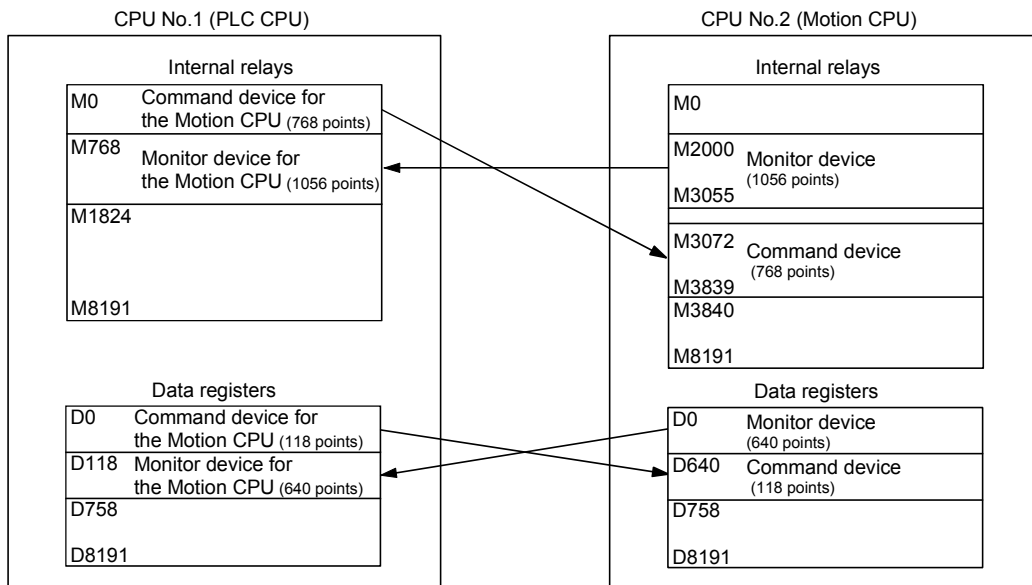 CPU No.1 (PLC CPU)
Internal relays
M0
Command device for
the Motion CPU (768 points)
M768
Monitor device for
the Motion CPU (1056 points)
M1824
M8191
Data registers
D0
Command device for
the Motion CPU (118 points)
D118
Monitor device for
the Motion CPU (640 points)
D758
D8191
CPU No.2 (Motion CPU)
Internal relays
M0
M2000
Monitor device
(1056 points)
M3055
M3072
Command device
(768 points)
M3839
M3840
M8191
Data registers
D0
Monitor device
(640 points)
D640
Command device
(118 points)
D758
D8191